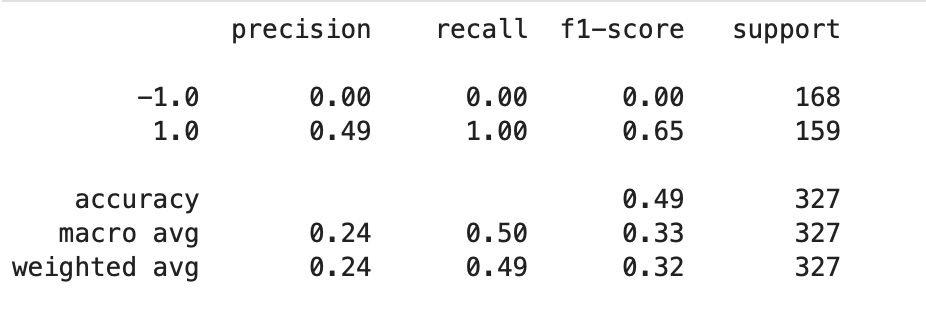 precision recall f1-score support
-1.0 0.00 0.00 0.00 168
1.0 0.49 1.00 0.65 159
accuracy 0.49 327
macro avg 0.24 0.50 0.33 327
weighted avg 0.24 0.49 0.32 327